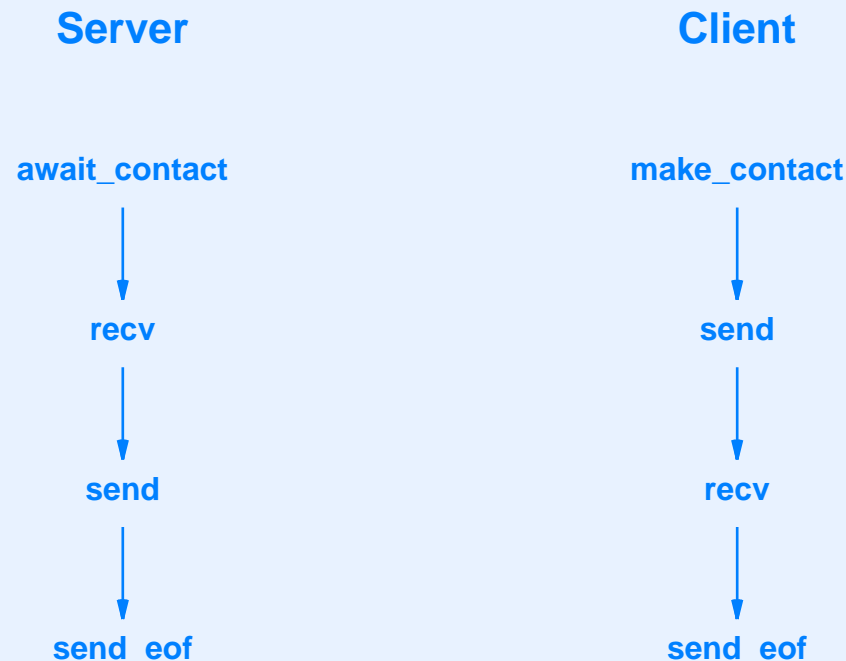 Server Client
await_contact make_contact
recv send
send recv
send_eof send_eof